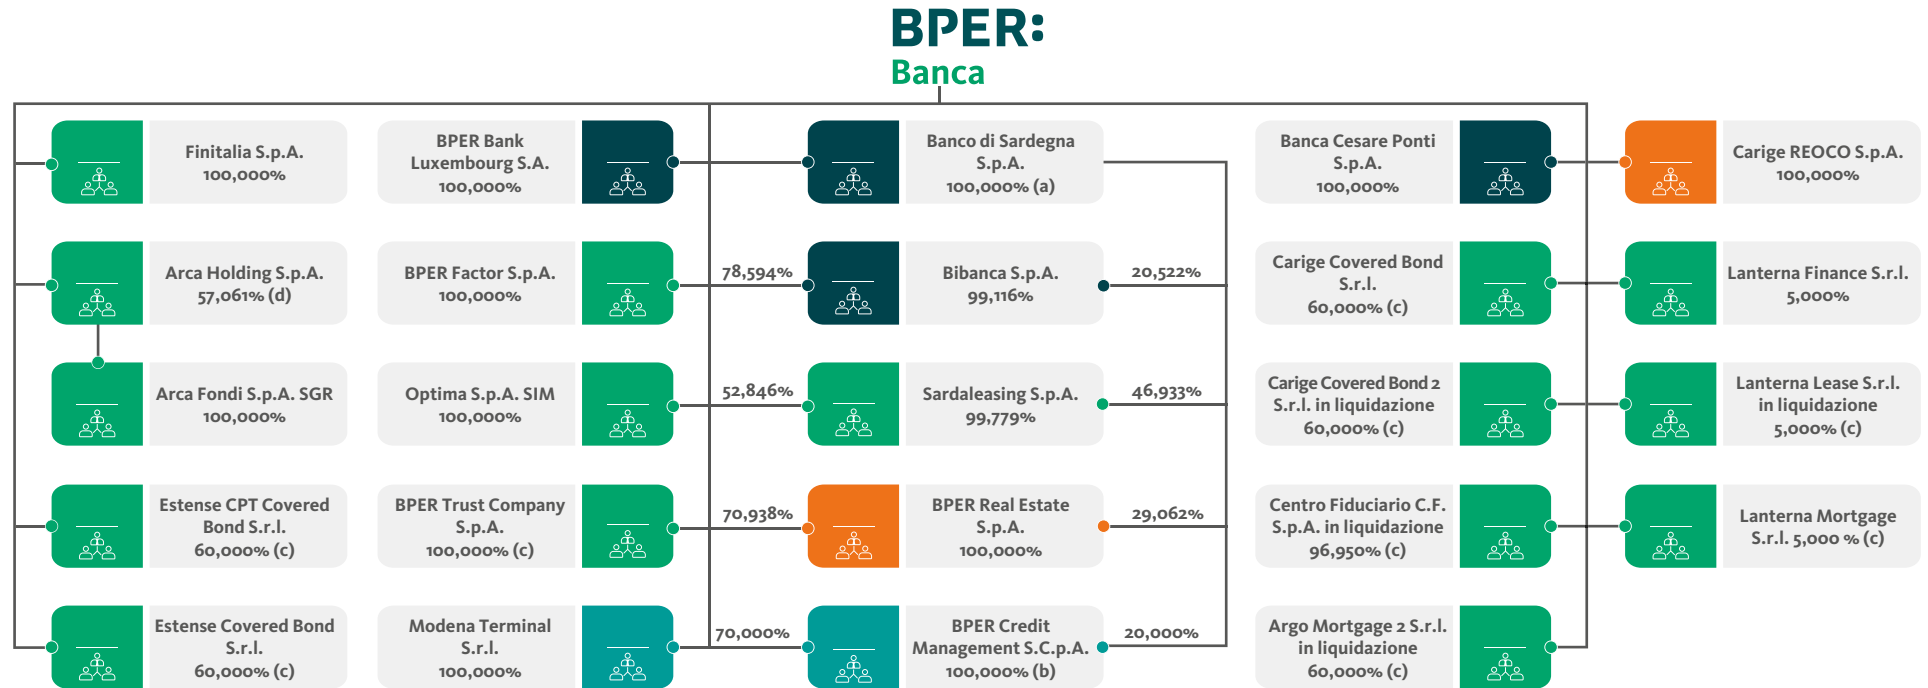 BPER:
Banca
Finitalia S.p.A.
100,000%
BPER Bank
Luxembourg S.A.
100,000%
Banco di Sardegna
S.p.A.
100,000% (a)
Banca Cesare Ponti
S.p.A.
100,000%
Carige REOCO S.p.A.
100,000%
Arca Holding S.p.A.
57,061% (d)
BPER Factor S.p.A.
100,000%
78,594%
Bibanca S.p.A.
99,116%
20,522%
Carige Covered Bond
S.r.l.
60,000% (c)
Lanterna Finance S.r.l.
5,000%
Arca Fondi S.p.A. SGR
100,000%
Optima S.p.A. SIM
100,000%
52,846%
Sardaleasing S.p.A.
99,779%
46,933%
Carige Covered Bond 2
S.r.l. in liquidazione
60,000% (c)
Lanterna Lease S.r.l.
in liquidazione
5,000% (c)
Estense CPT Covered
Bond S.r.l.
60,000% (c)
BPER Trust Company
S.p.A.
100,000% (c)
70,938%
BPER Real Estate
S.p.A.
100,000%
29,062%
Centro Fiduciario C.F.
S.p.A. in liquidazione
96,950% (c)
Lanterna Mortgage
S.r.l. 5,000 % (c)
Estense Covered Bond
S.r.l.
60,000% (c)
Modena Terminal
S.r.l.
100,000%
70,000%
BPER Credit
Management S.C.p.A.
100,000% (b)
20,000%
Argo Mortgage 2 S.r.l.
in liquidazione
60,000% (c)